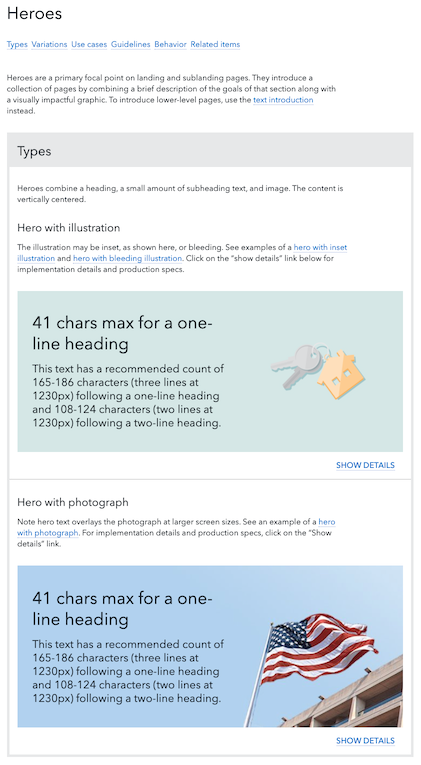 Heroes
Types Variations Use cases Guidelines Behavior Related items
Heroes are a primary focal point on landing and sublanding pages. They introduce a
collection of pages by combining a brief description of the goals of that section along with
a visually impactful graphic. To introduce lower-level pages, use the text introduction
instead.
Types
Heroes combine a heading, a small amount of subheading text, and image. The content is
vertically centered.
Hero with illustration
The illustration may be inset, as shown here, or bleeding. See examples of a hero with inset
illustration and hero with bleeding illustration. Click on the “show details” link below for
implementation details and production specs.
41 chars max for a one-
line heading
This text has a recommended count of
165-186 characters (three lines at
1230px) following a one-line heading
and 108-124 characters (two lines at
1230px) following a two-line heading.
SHOW DETAILS
Hero with photograph
Note hero text overlays the photograph at larger screen sizes. See an example of a hero
with photograph. For implementation details and production specs, click on the “Show
details” link.
41 chars max for a one-
line heading
This text has a recommended count of
165-186 characters (three lines at
1230px) following a one-line heading
and 108-124 characters (two lines at
1230px) following a two-line heading.
SHOW DETAILS